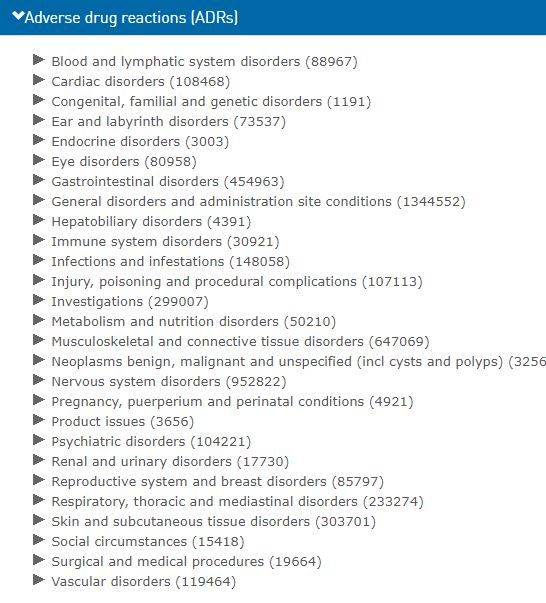 Adverse drug reactions (ADRs)
Blood and lymphatic system disorders (88967)
Cardiac disorders (108468)
Congenital, familial and genetic disorders (1191)
Ear and labyrinth disorders (73537)
Endocrine disorders (3003)
Eye disorders (80958)
Gastrointestinal disorders (454963)
General disorders and administration site conditions (1344552)
Hepatobiliary disorders (4391)
Immune system disorders (30921)
Infections and infestations (148058)
Injury, poisoning and procedural complications (107113)
Investigations (299007)
Metabolism and nutrition disorders (50210)
Musculoskeletal and connective tissue disorders (647069)
Neoplasms benign, malignant and unspecified (incl cysts and polyps) (3256
Nervous system disorders (952822)
Pregnancy, puerperium and perinatal conditions (4921)
Product issues (3656)
Psychiatric disorders (104221)
Renal and urinary disorders (17730)
Reproductive system and breast disorders (85797)
Respiratory, thoracic and mediastinal disorders (233274)
Skin and subcutaneous tissue disorders (303701)
Social circumstances (15418)
Surgical and medical procedures (19664)
Vascular disorders (119464)